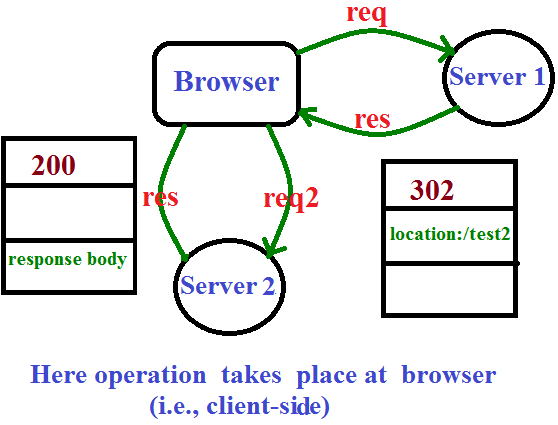 req
Browser
Server 1
res
200
302
res
req2
location:/test2
response body
Server 2
Here operation takes place at browser
(i.e., client-side)